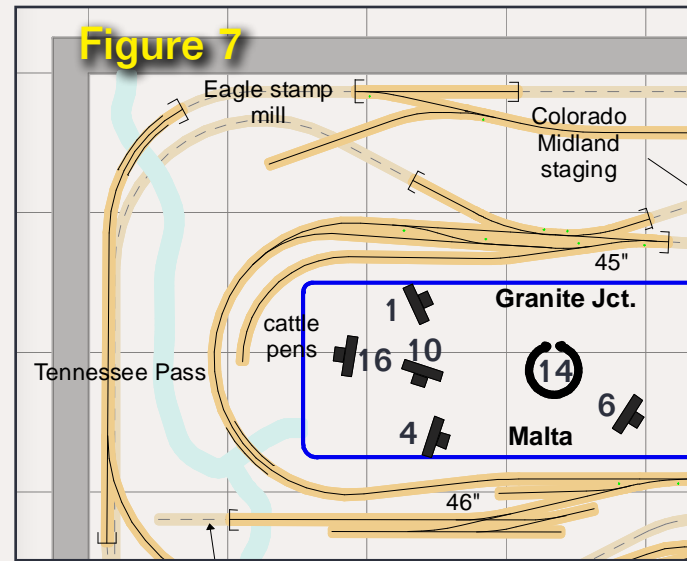 Figure 7
Eagle stamp
mill
Colorado
Midland
staging
45"
Granite Jct.
1
cattle
pens
16
10
14
Tennessee Pass
6
4
Malta
46"